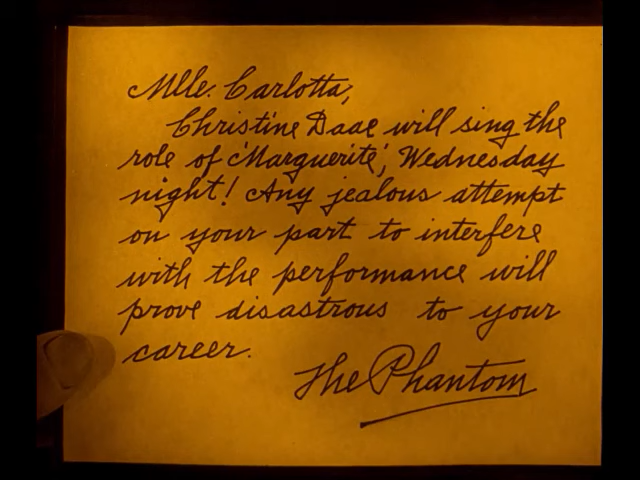 Mlle. Carlotta,
Christine Daae will sing the
role of 'Marguerite', Wednesday
night! Any jealous attempt
on your part to interfere
with the performance will
prove disastrous to your
career.
The Phantom